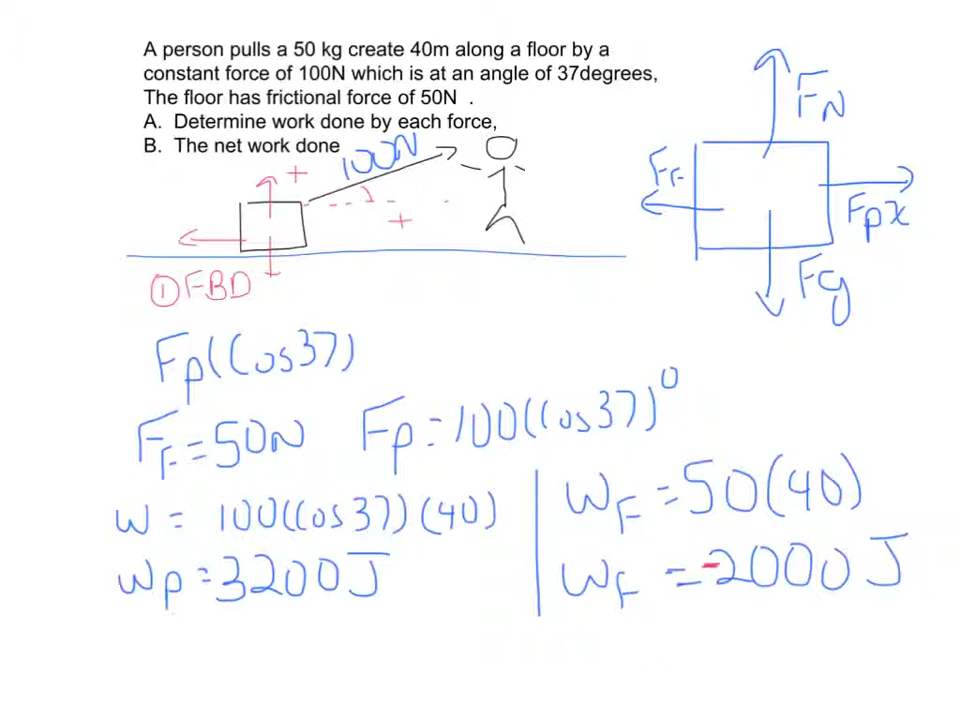 A person pulls a 50 kg create 40m along a floor by a
constant force of 100N which is at an angle of 37degrees,
The floor has frictional force of 50N .
A. Determine work done by each force,
B. The net work done
100N
+
+
① FBD
FN
FF
Fpx
Fg
Fp(Cos37)
FF = 50N
Fp = 100(Cos37)⁰
W = 100(Cos37)(40)
Wp = 3200J
WF = 50(40)
WF = -2000J